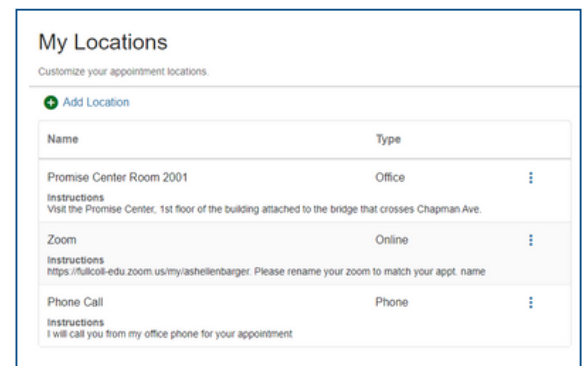 My Locations
Customize your appointment locations.
Add Location
Name Type
Promise Center Room 2001 Office
Instructions
Visit the Promise Center, 1st floor of the building attached to the bridge that crosses Chapman Ave.
Zoom Online
Instructions
https://fullcoll-edu.zoom.us/my/ashellenbarger. Please rename your zoom to match your appt. name
Phone Call Phone
Instructions
I will call you from my office phone for your appointment